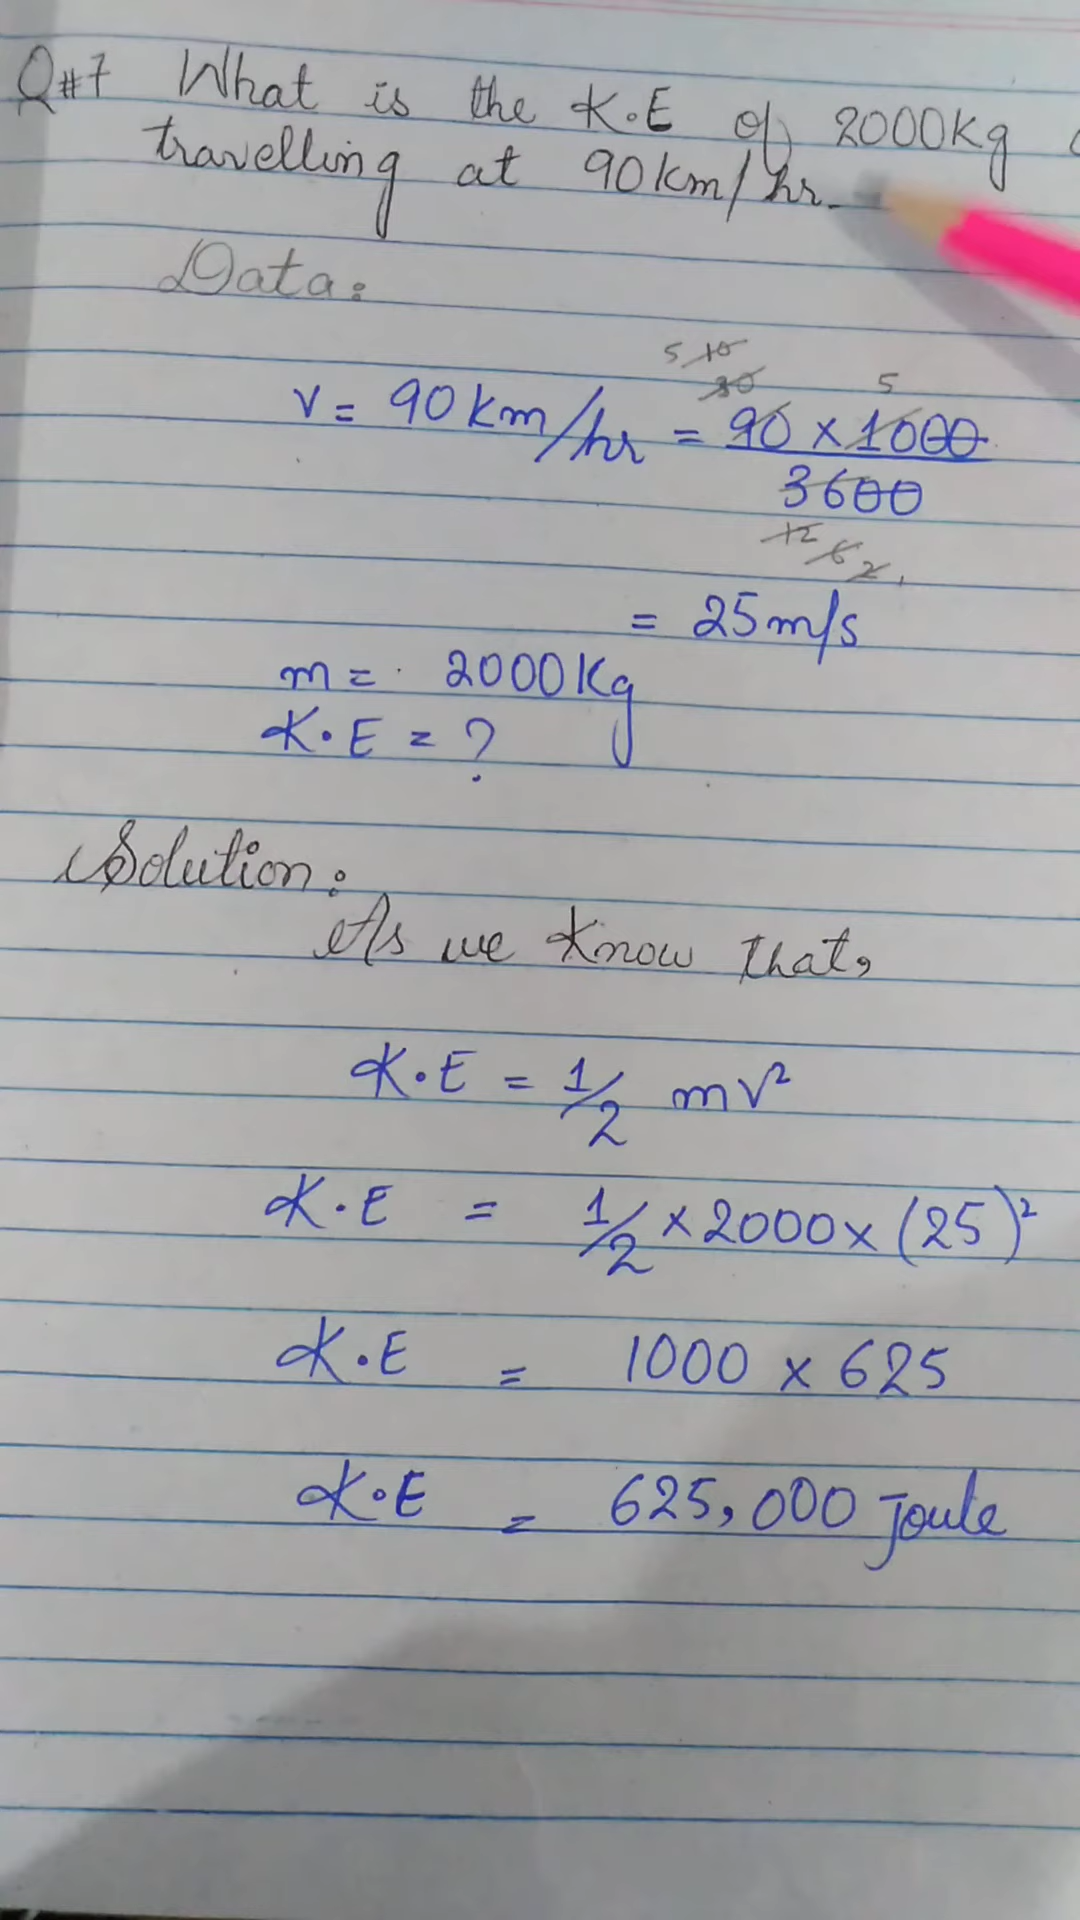 Q#7 What is the K.E of 2000Kg
travelling at 90km/hr.
Data:
5 10
30 5
v = 90km/hr = 90 x 1000
3600
12 6 2
= 25m/s
m = 2000Kg
K.E = ?
Solution:
As we know that,
K.E = 1/2 mv²
K.E = 1/2 x 2000 x (25)²
K.E = 1000 x 625
K.E = 625,000 joule